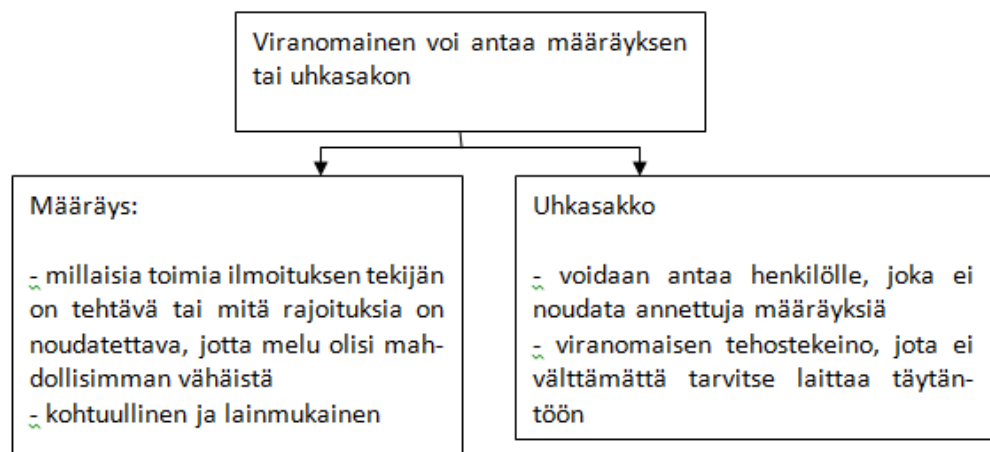 Viranomainen voi antaa määräyksen
tai uhkasakon
Määräys:
- millaisia toimia ilmoituksen tekijän
on tehtävä tai mitä rajoituksia on
noudatettava, jotta melu olisi mah-
dollisimman vähäistä
- kohtuullinen ja lainmukainen
Uhkasakko
- voidaan antaa henkilölle, joka ei
noudata annettuja määräyksiä
- viranomaisen tehostekeino, jota ei
välttämättä tarvitse laittaa täytän-
töön